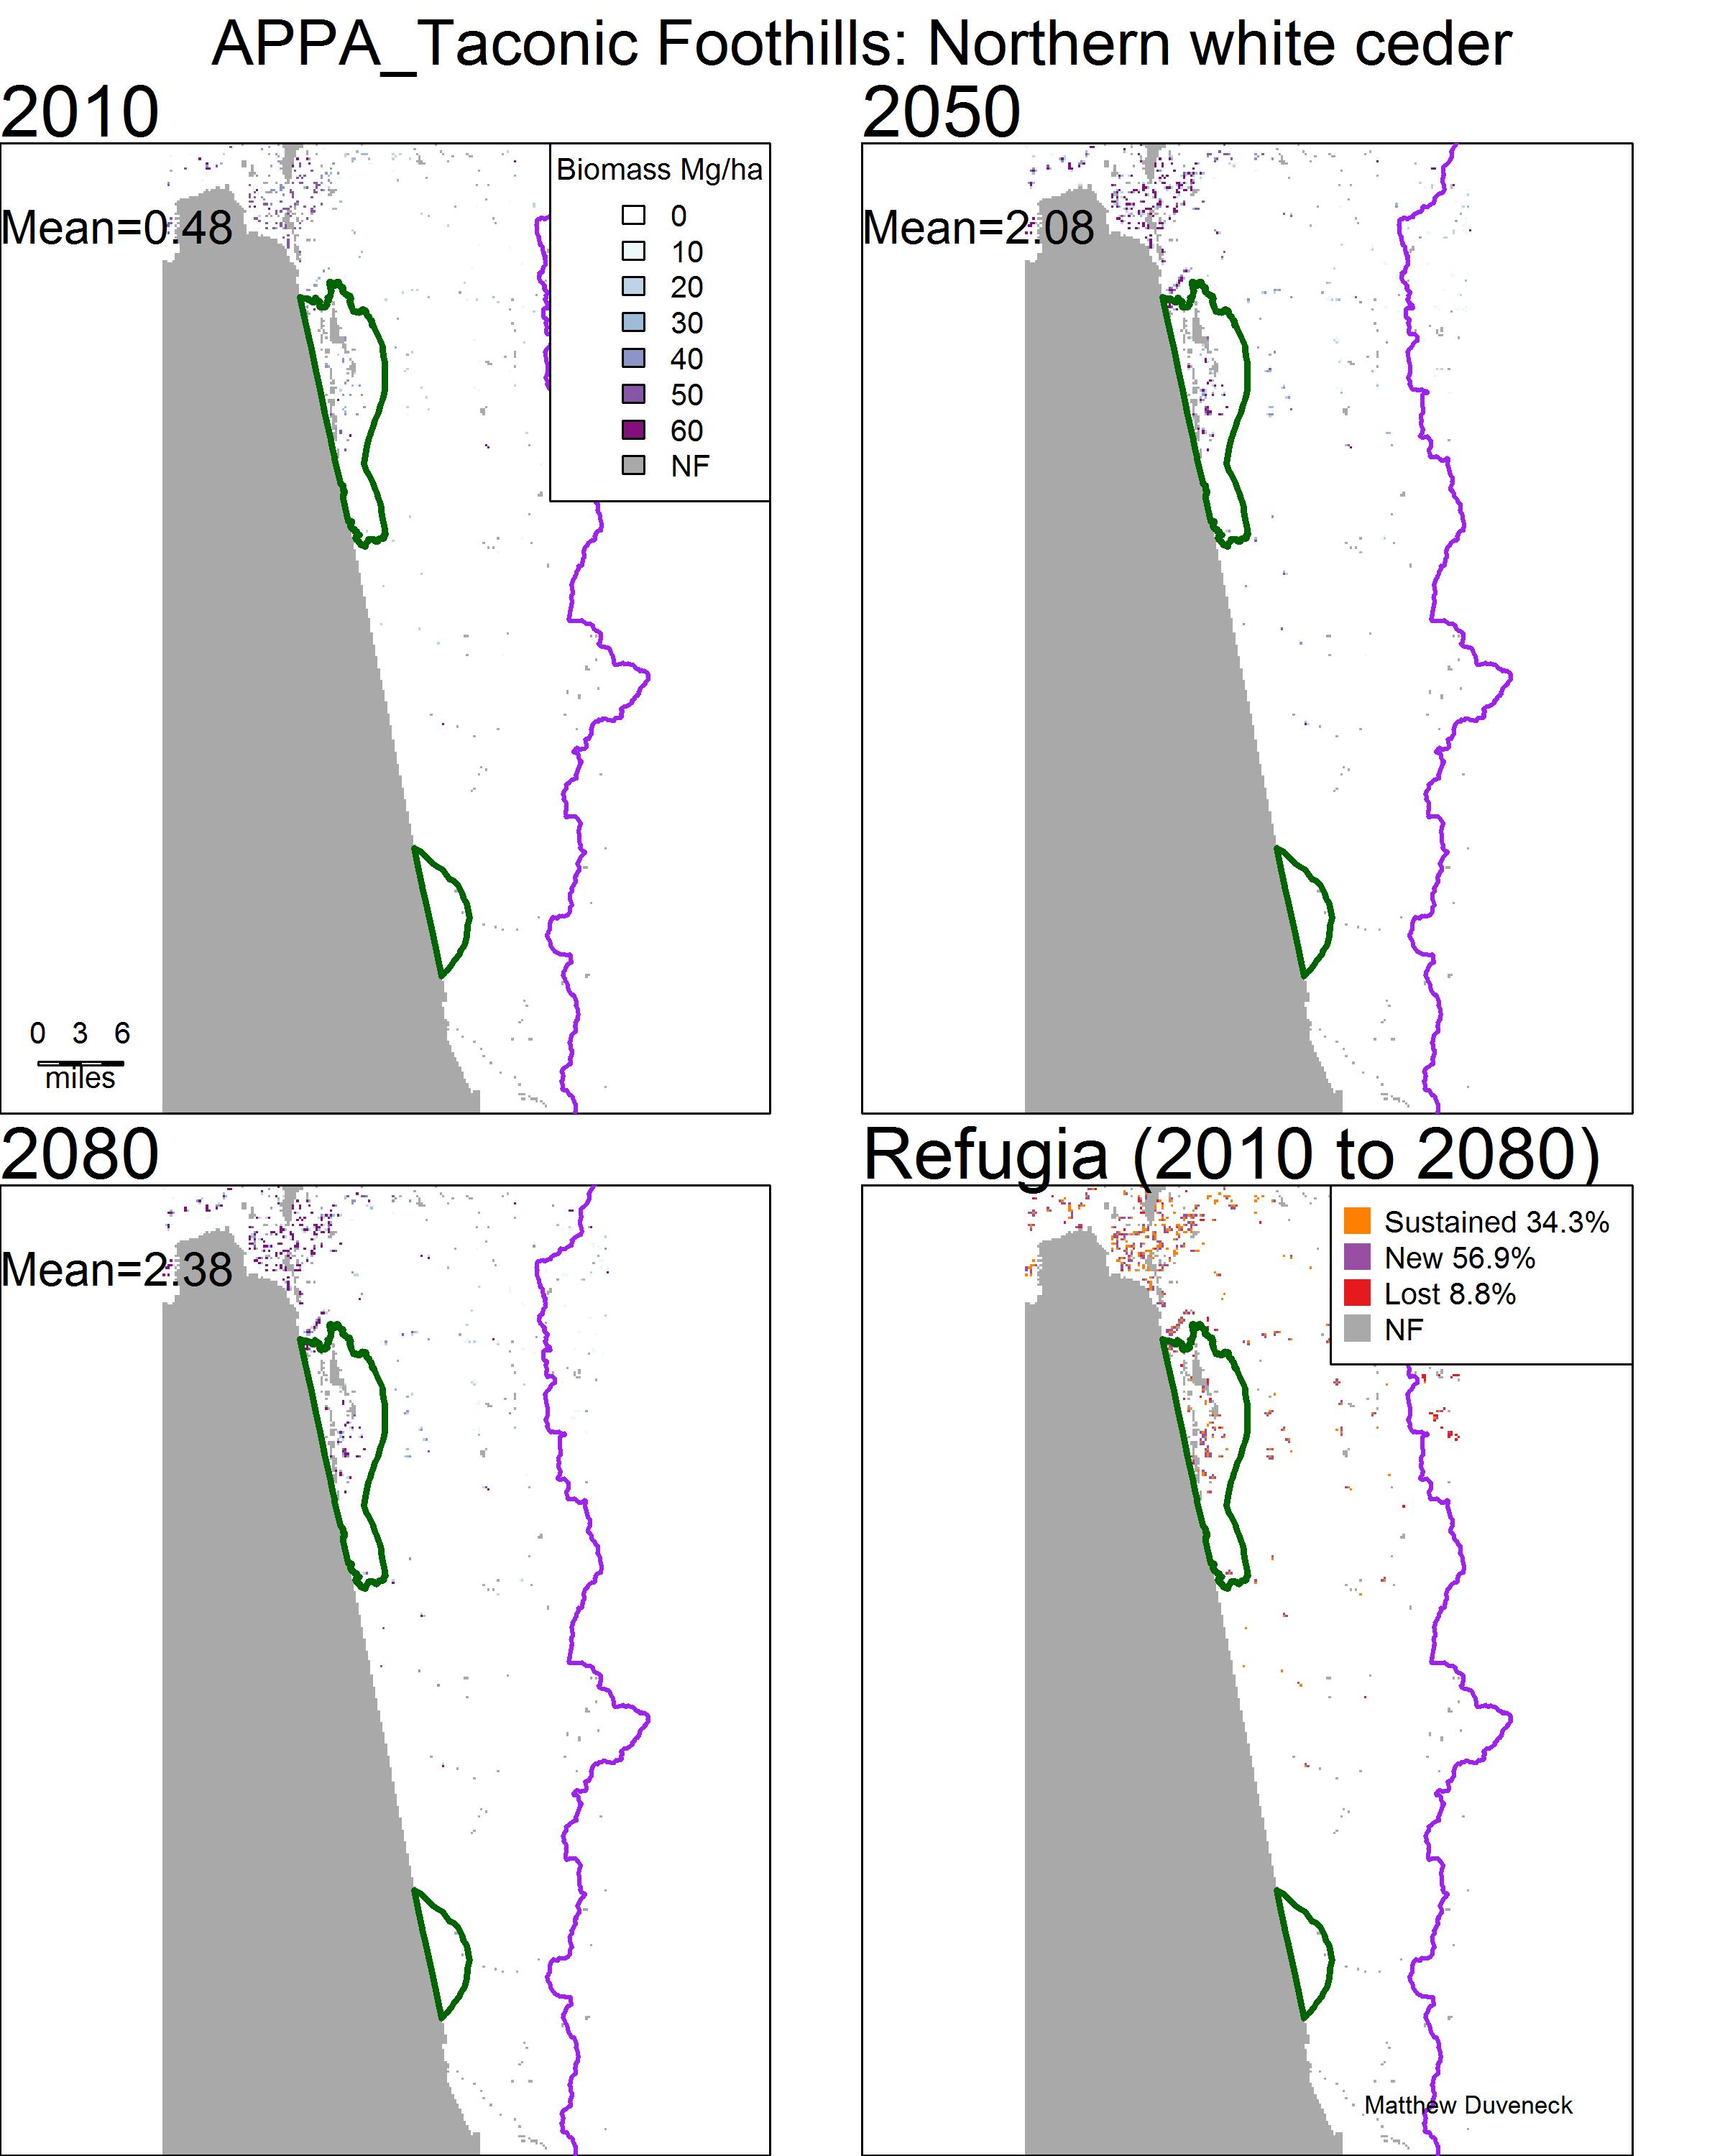 APPA_Taconic Foothills: Northern white ceder
2010
Mean=0.48
Biomass Mg/ha
0
10
20
30
40
50
60
NF
0 3 6
miles
2050
Mean=2.08
2080
Mean=2.38
Refugia (2010 to 2080)
Sustained 34.3%
New 56.9%
Lost 8.8%
NF
Matthew Duveneck